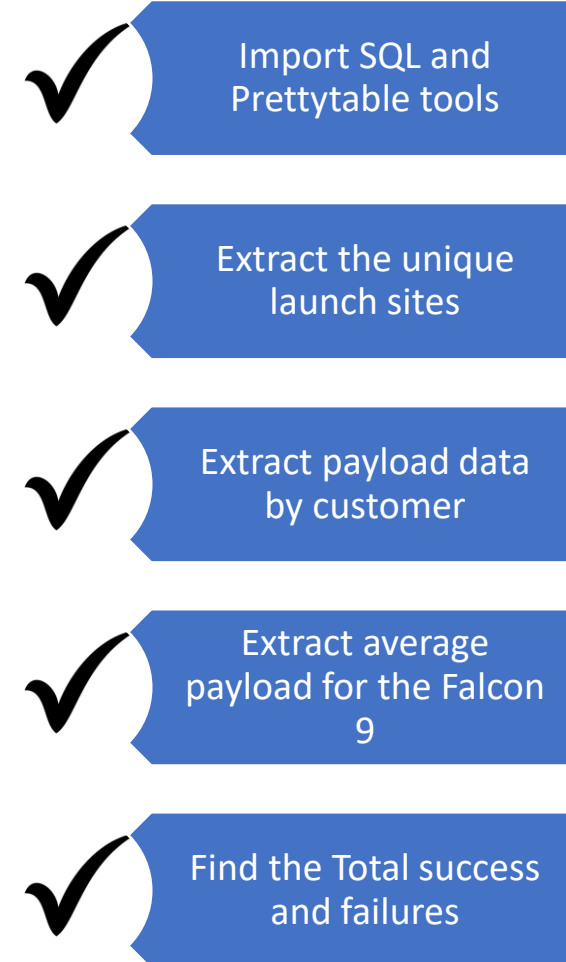 Import SQL and
Prettytable tools
Extract the unique
launch sites
Extract payload data
by customer
Extract average
payload for the Falcon
9
Find the Total success
and failures